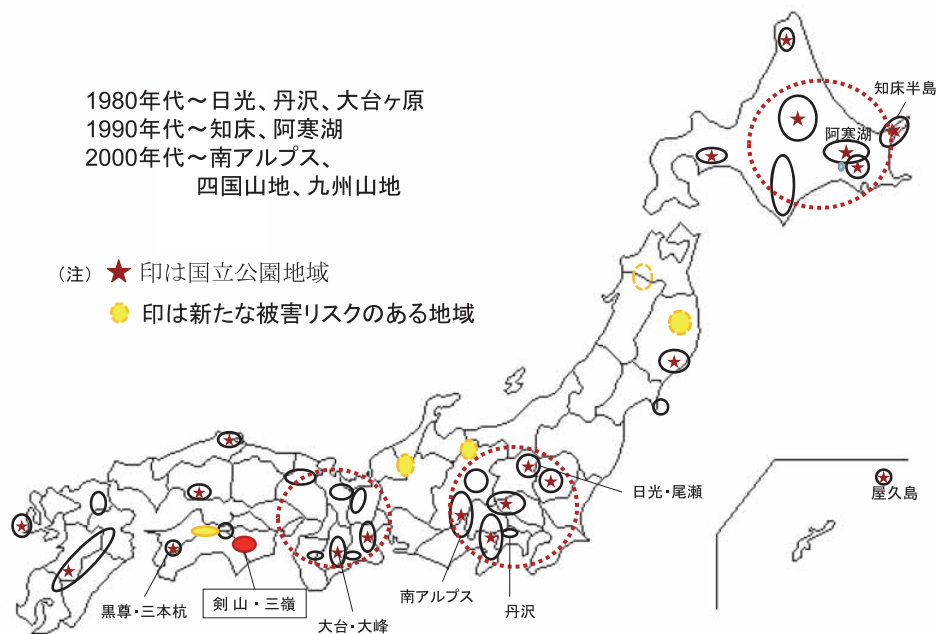 1980年代～日光、丹沢、大台ヶ原
1990年代～知床、阿寒湖
2000年代～南アルプス、
四国山地、九州山地
(注) ★ 印は国立公園地域
印は新たな被害リスクのある地域
知床半島
阿寒湖
日光・尾瀬
屋久島
南アルプス
丹沢
黒尊・三本杭
剣山・三嶺
大台・大峰